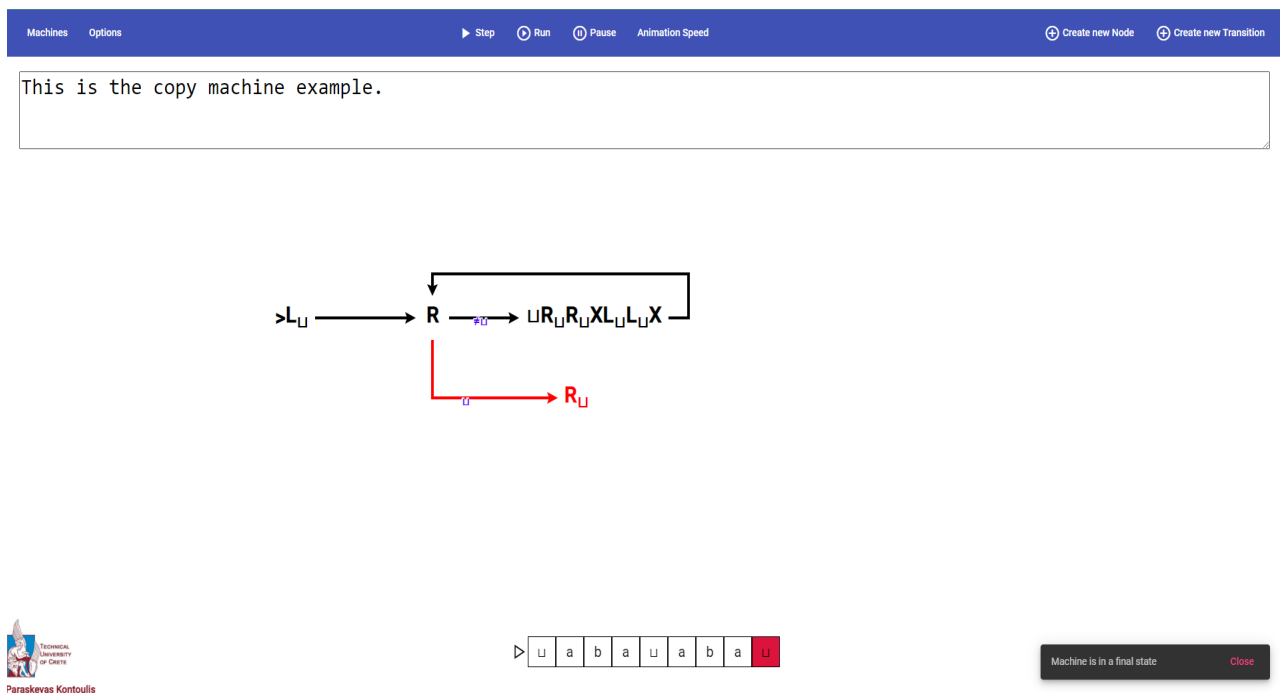 Machines Options Step Run Pause Animation Speed Create new Node Create new Transition
This is the copy machine example.
>L⊔ R ≠⊔ ⊔R⊔R⊔XL⊔L⊔X
⊔ R⊔
TECHNICAL
UNIVERSITY
OF CRETE
Paraskevas Kontoulis
▷ ⊔ a b a ⊔ a b a ⊔
Machine is in a final state Close